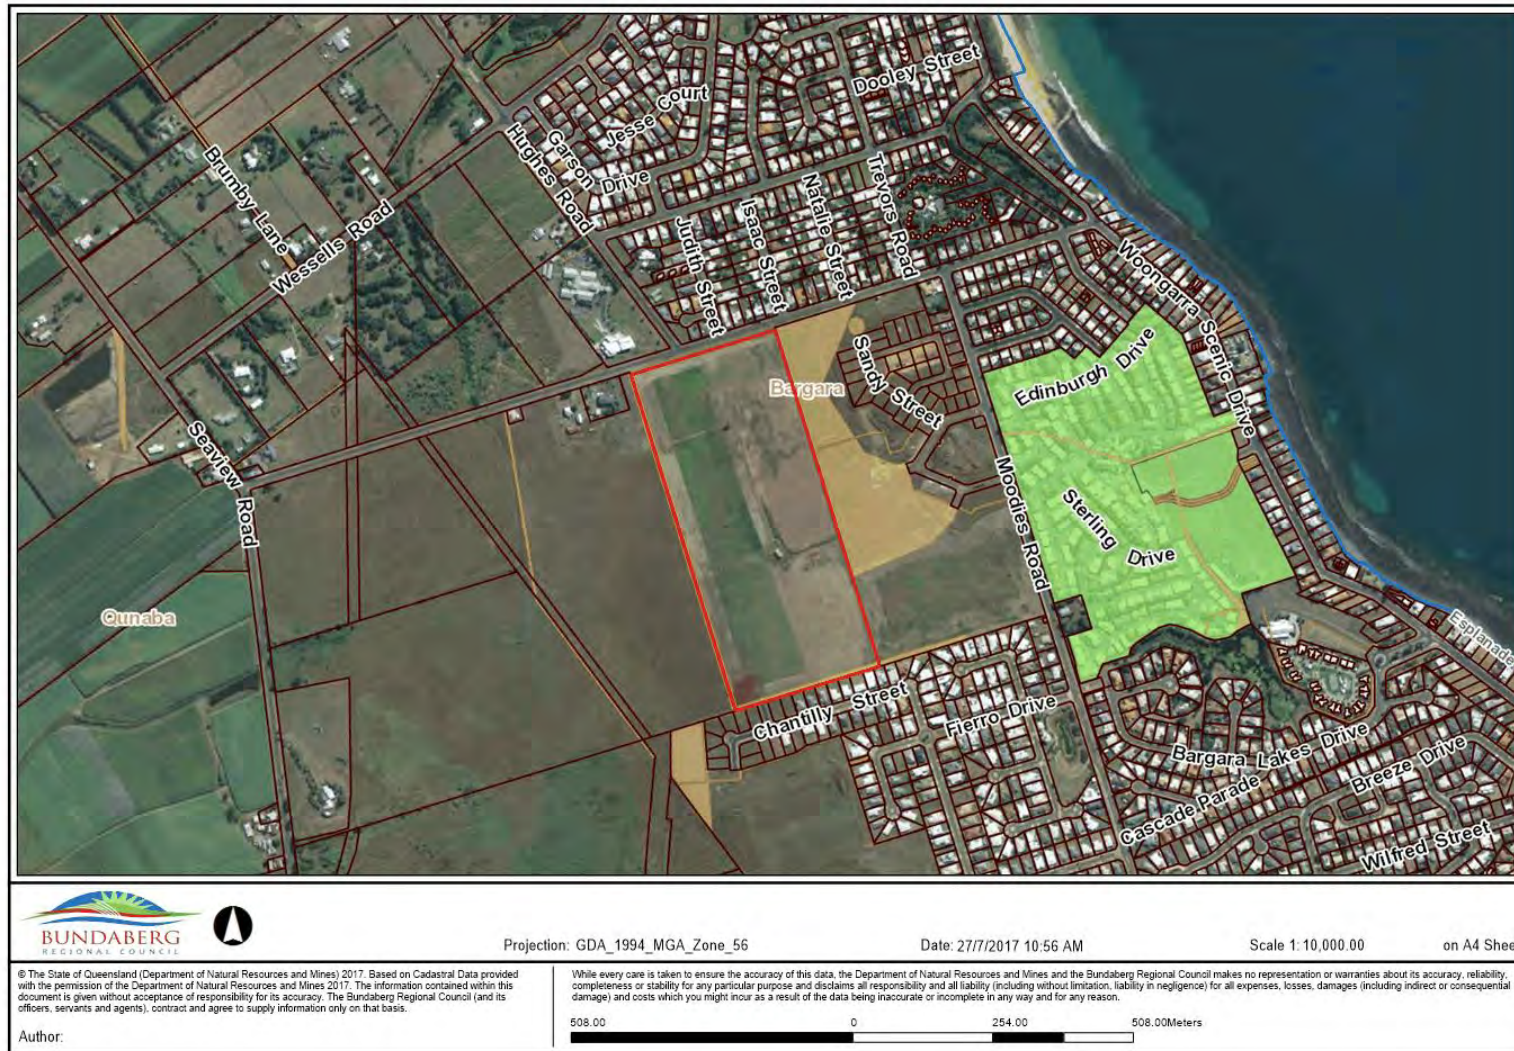 Dooley Street
Jesse Court
Garson Drive
Hughes Road
Brumby Lane
Wessells Road
Trevors Road
Natalie Street
Isaac Street
Judith Street
Woongarra Scenic Drive
Edinburgh Drive
Sandy Street
Bargara
Seaview Road
Moodies Road
Sterling Drive
Qunaba
Esplanade
Chantilly Street
Fierro Drive
Bargara Lakes Drive
Breeze Drive
Cascade Parade
Wilfred Street
BUNDABERG
REGIONAL COUNCIL
Projection: GDA_1994_MGA_Zone_56
Date: 27/7/2017 10:56 AM
Scale 1: 10,000.00
on A4 Shee
© The State of Queensland (Department of Natural Resources and Mines) 2017. Based on Cadastral Data provided
with the permission of the Department of Natural Resources and Mines 2017. The information contained within this
document is given without acceptance of responsibility for its accuracy. The Bundaberg Regional Council (and its
officers, servants and agents), contract and agree to supply information only on that basis.
Author:
While every care is taken to ensure the accuracy of this data, the Department of Natural Resources and Mines and the Bundaberg Regional Council makes no representation or warranties about its accuracy, reliability,
completeness or stability for any particular purpose and disclaims all responsibility and all liability (including without limitation, liability in negligence) for all expenses, losses, damages (including indirect or consequential
damage) and costs which you might incur as a result of the data being inaccurate or incomplete in any way and for any reason.
508.00
0
254.00
508.00Meters